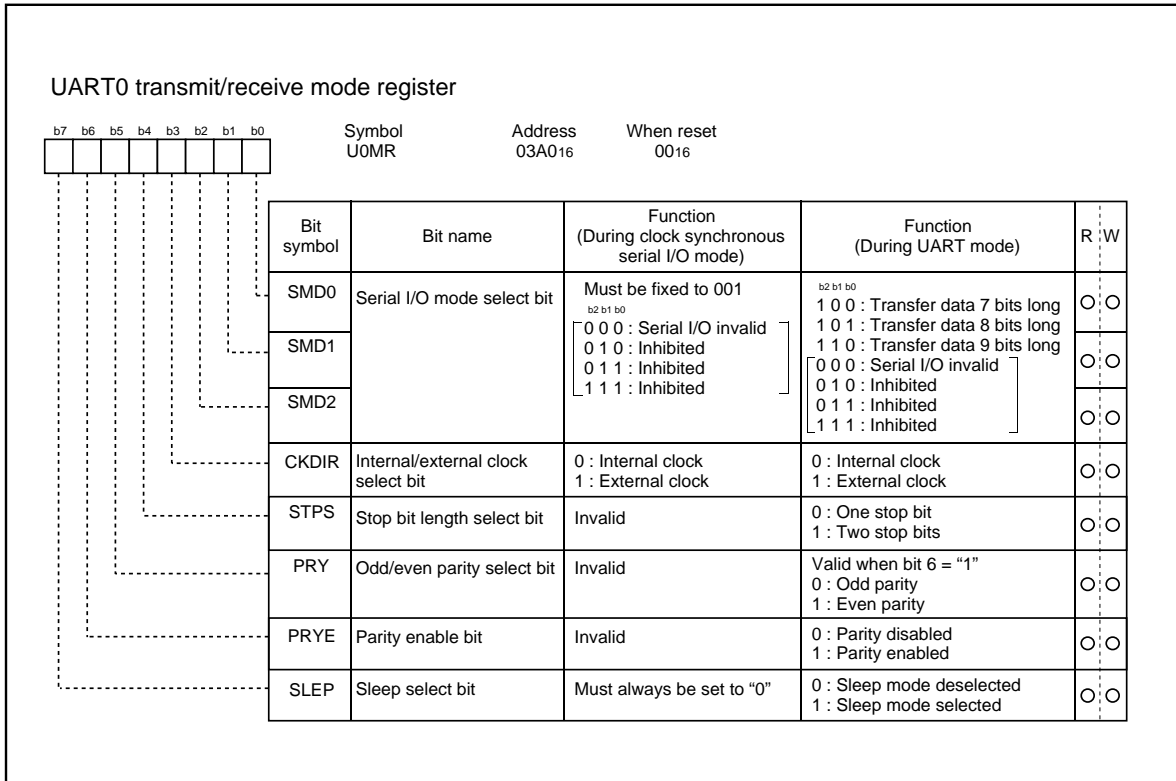 UART0 transmit/receive mode register
b7 b6 b5 b4 b3 b2 b1 b0
Symbol Address When reset
U0MR 03A016 0016
Bit symbol Bit name Function (During clock synchronous serial I/O mode) Function (During UART mode) R W
SMD0 Serial I/O mode select bit
SMD1
SMD2
Must be fixed to 001
b2 b1 b0
0 0 0 : Serial I/O invalid
0 1 0 : Inhibited
0 1 1 : Inhibited
1 1 1 : Inhibited
b2 b1 b0
1 0 0 : Transfer data 7 bits long
1 0 1 : Transfer data 8 bits long
1 1 0 : Transfer data 9 bits long
0 0 0 : Serial I/O invalid
0 1 0 : Inhibited
0 1 1 : Inhibited
1 1 1 : Inhibited
CKDIR Internal/external clock select bit
0 : Internal clock
1 : External clock
0 : Internal clock
1 : External clock
STPS Stop bit length select bit Invalid
0 : One stop bit
1 : Two stop bits
PRY Odd/even parity select bit Invalid
Valid when bit 6 = “1”
0 : Odd parity
1 : Even parity
PRYE Parity enable bit Invalid
0 : Parity disabled
1 : Parity enabled
SLEP Sleep select bit Must always be set to “0”
0 : Sleep mode deselected
1 : Sleep mode selected